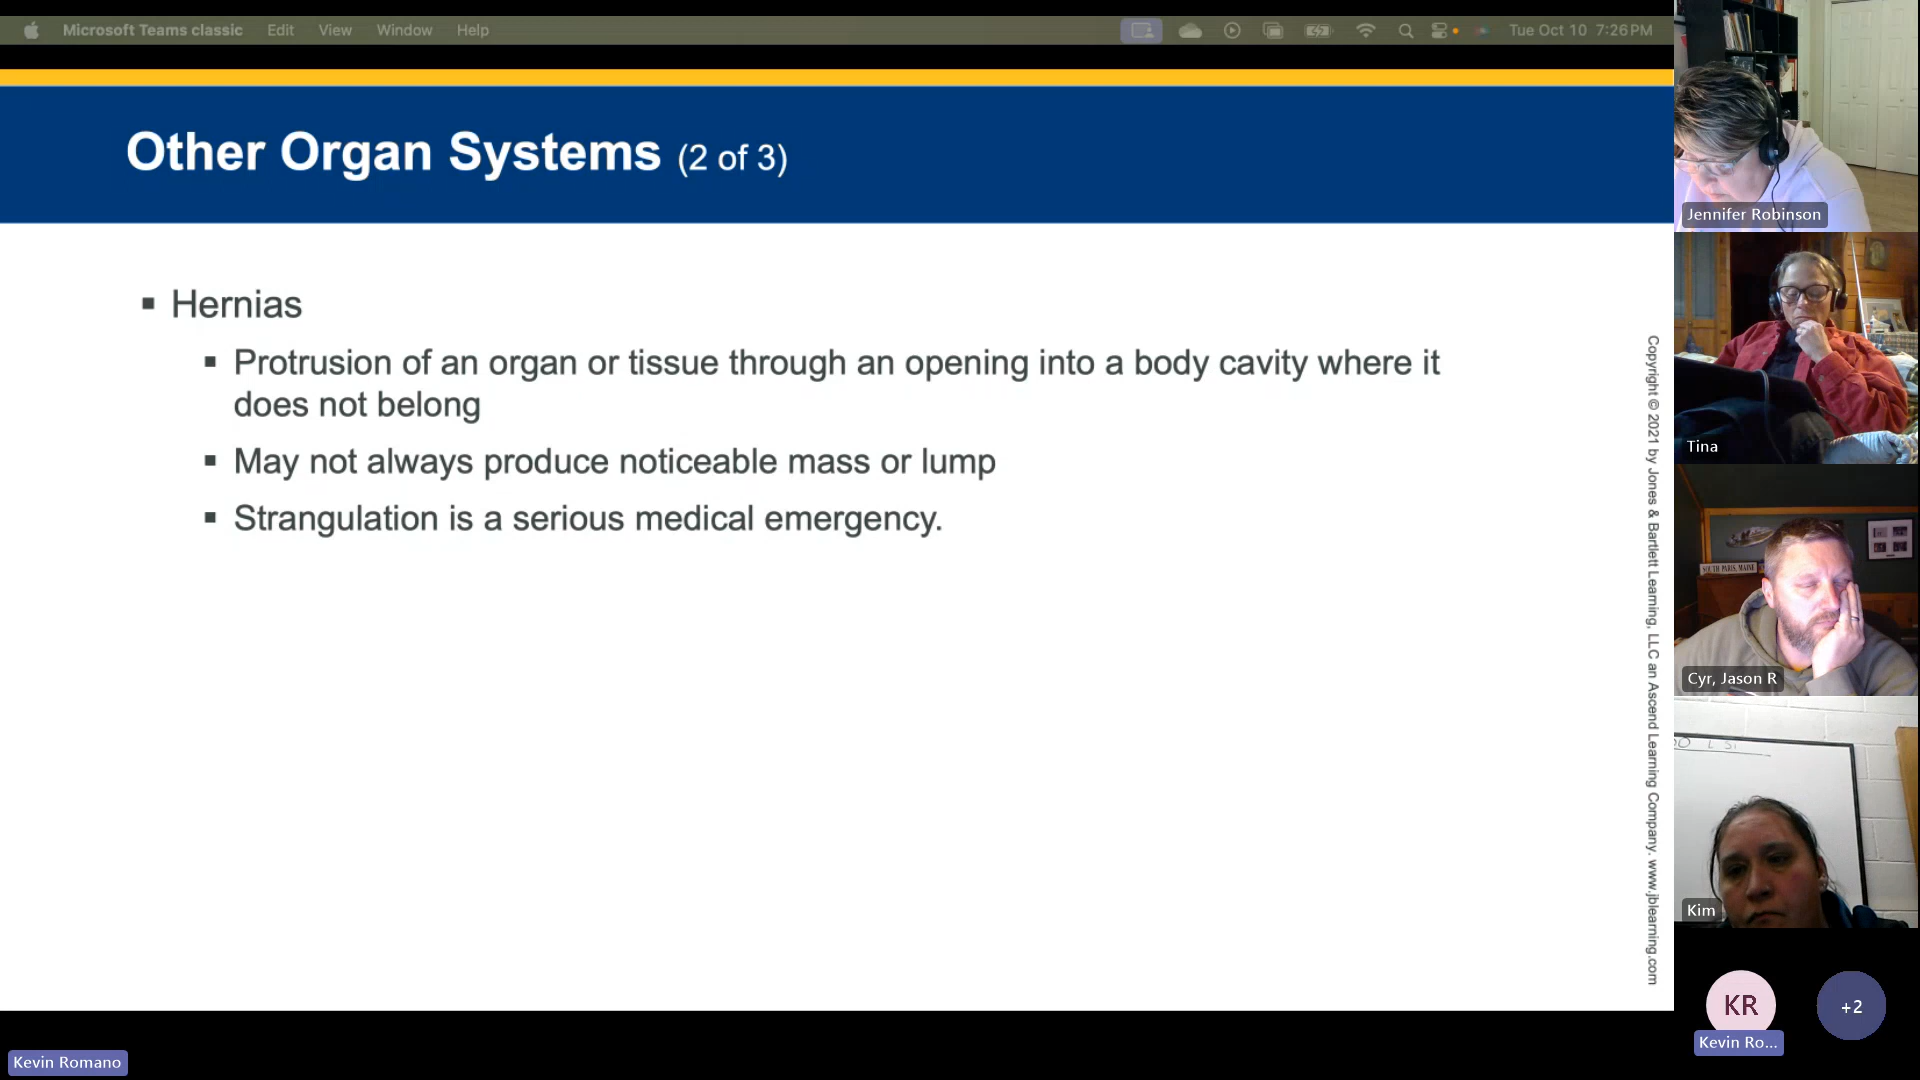 Microsoft Teams classic Edit View Window Help Tue Oct 10 7:26 PM
Other Organ Systems (2 of 3)
▪ Hernias
▪ Protrusion of an organ or tissue through an opening into a body cavity where it
does not belong
▪ May not always produce noticeable mass or lump
▪ Strangulation is a serious medical emergency.
Copyright © 2021 by Jones & Bartlett Learning, LLC an Ascend Learning Company. www.jblearning.com
Jennifer Robinson
Tina
SOUTH PARIS, MAINE
Cyr, Jason R
Kim
KR
+2
Kevin Ro...
Kevin Romano